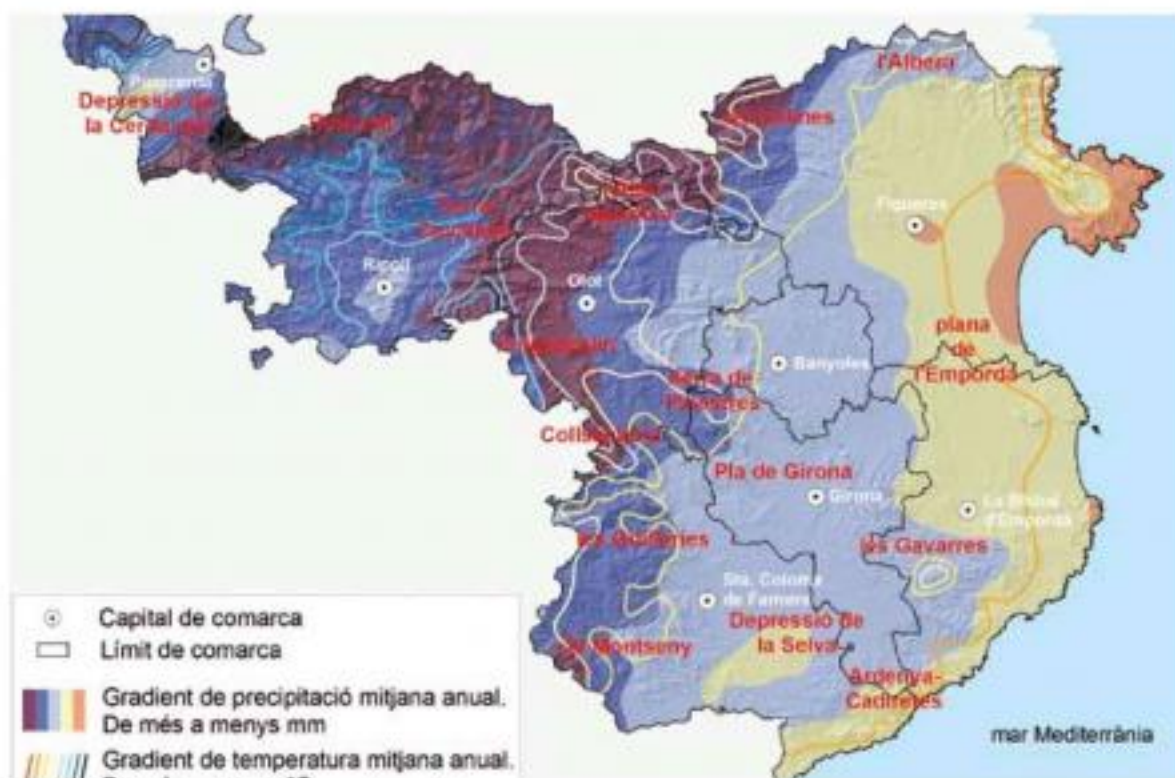 l'Albera
Puigcerdà
Depressió de
la Cerdanya
Figueres
Ripoll
Olot
plana
de
l'Empordà
Banyoles
Serra de
Finestres
Collsacabra
Pla de Girona
Girona
La Bisbal
d'Empordà
les Guilleries
les Gavarres
Sta. Coloma
de Farners
Depressió de
la Selva
el Montseny
Ardenya-
Cadiretes
mar Mediterrània
Capital de comarca
Límit de comarca
Gradient de precipitació mitjana anual.
De més a menys mm
Gradient de temperatura mitjana anual.